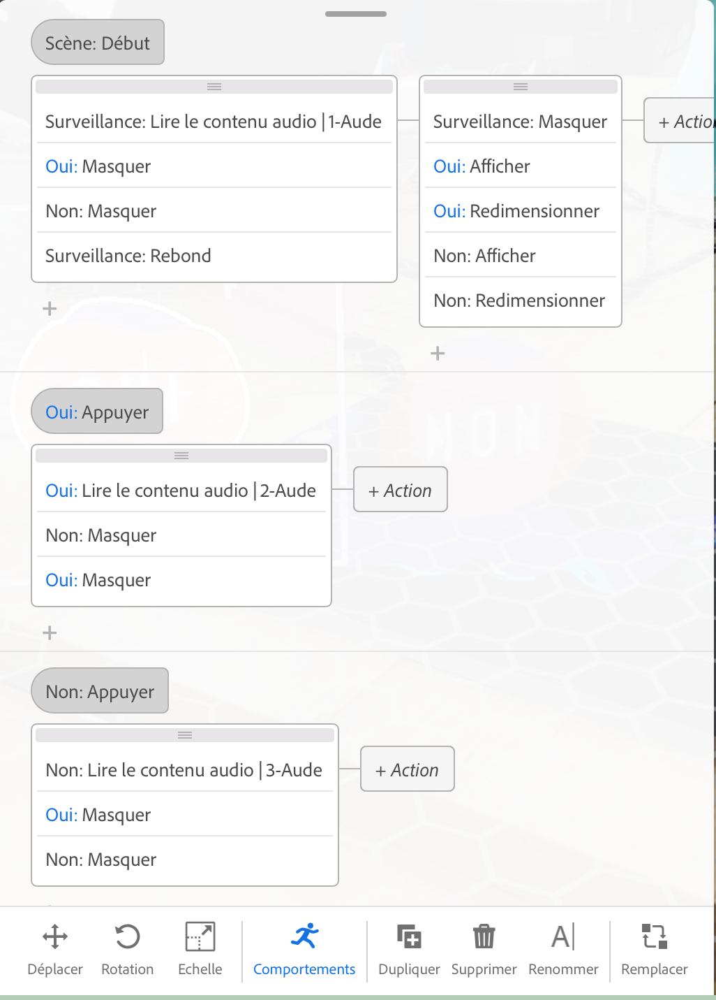 Scène: Début
Surveillance: Lire le contenu audio | 1-Aude
Oui: Masquer
Non: Masquer
Surveillance: Rebond
+
Surveillance: Masquer
Oui: Afficher
Oui: Redimensionner
Non: Afficher
Non: Redimensionner
+
+ Action
Oui: Appuyer
NON
Oui: Lire le contenu audio | 2-Aude
Non: Masquer
Oui: Masquer
+
+ Action
Non: Appuyer
Non: Lire le contenu audio | 3-Aude
Oui: Masquer
Non: Masquer
+ Action
Déplacer
Rotation
Echelle
Comportements
Dupliquer
Supprimer
Renommer
Remplacer